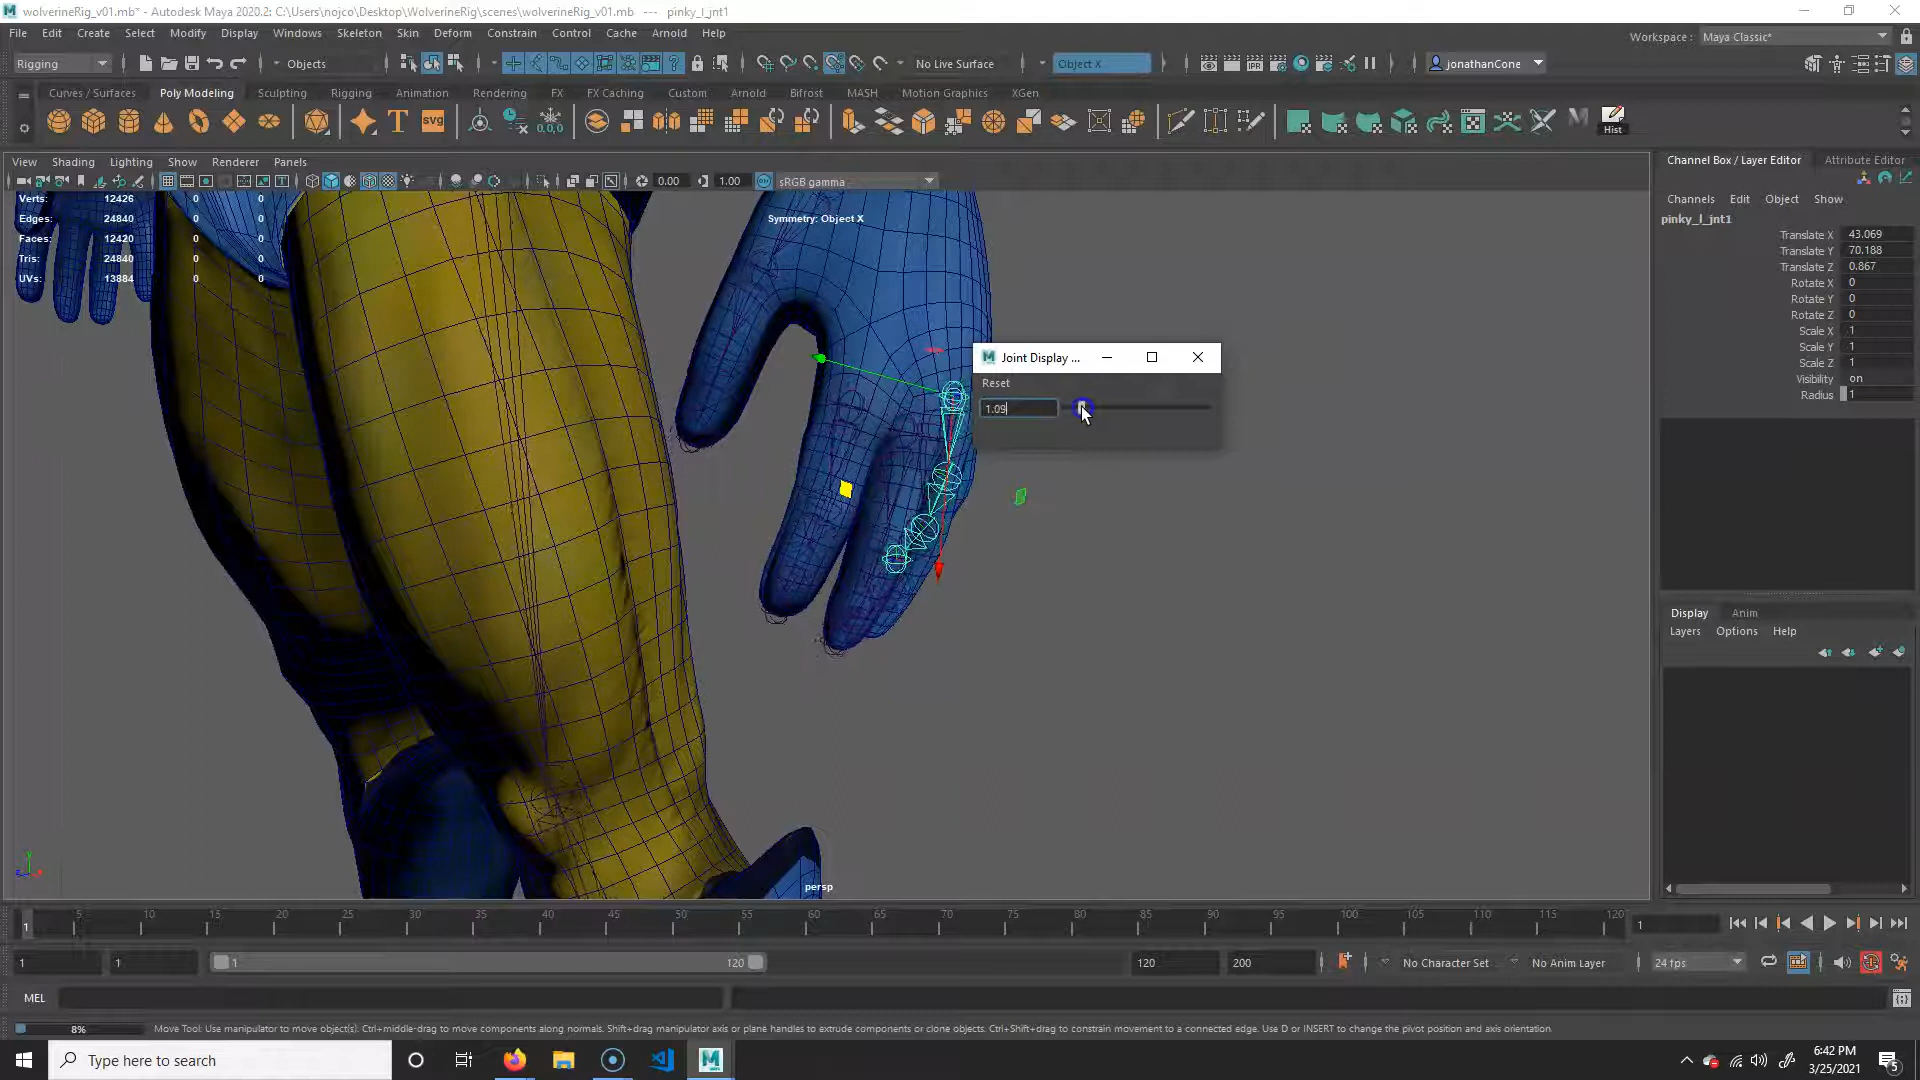 wolverineRig_v01.mb* - Autodesk Maya 2020.2: C:\Users\nojco\Desktop\WolverineRig\scenes\wolverineRig_v01.mb --- pinky_l_jnt1
File Edit Create Select Modify Display Windows Skeleton Skin Deform Constrain Control Cache Arnold Help
Workspace : Maya Classic*
Rigging Objects No Live Surface Object X jonathanCone
Curves / Surfaces Poly Modeling Sculpting Rigging Animation Rendering FX FX Caching Custom Arnold Bifrost MASH Motion Graphics XGen
T svg 0,0,0 Hist
View Shading Lighting Show Renderer Panels
0.00 1.00 sRGB gamma
Verts: 12426 0 0
Edges: 24840 0 0
Faces: 12420 0 0
Tris: 24840 0 0
UVs: 13884 0 0
Symmetry: Object X
Joint Display ...
Reset
1.09
persp
Channel Box / Layer Editor Attribute Editor
Channels Edit Object Show
pinky_l_jnt1
Translate X 43.069
Translate Y 70.188
Translate Z 0.867
Rotate X 0
Rotate Y 0
Rotate Z 0
Scale X 1
Scale Y 1
Scale Z 1
Visibility on
Radius 1
Display Anim
Layers Options Help
5 10 15 20 25 30 35 40 45 50 55 60 65 70 75 80 85 90 95 100 105 110 115 120
1 1
1 1 1 120 120 200 No Character Set No Anim Layer 24 fps
MEL
8% Move Tool: Use manipulator to move object(s). Ctrl+middle-drag to move components along normals. Shift+drag manipulator axis or plane handles to extrude components or clone objects. Ctrl+Shift+drag to constrain movement to a connected edge. Use D or INSERT to change the pivot position and axis orientation.
Type here to search
6:42 PM
3/25/2021
5